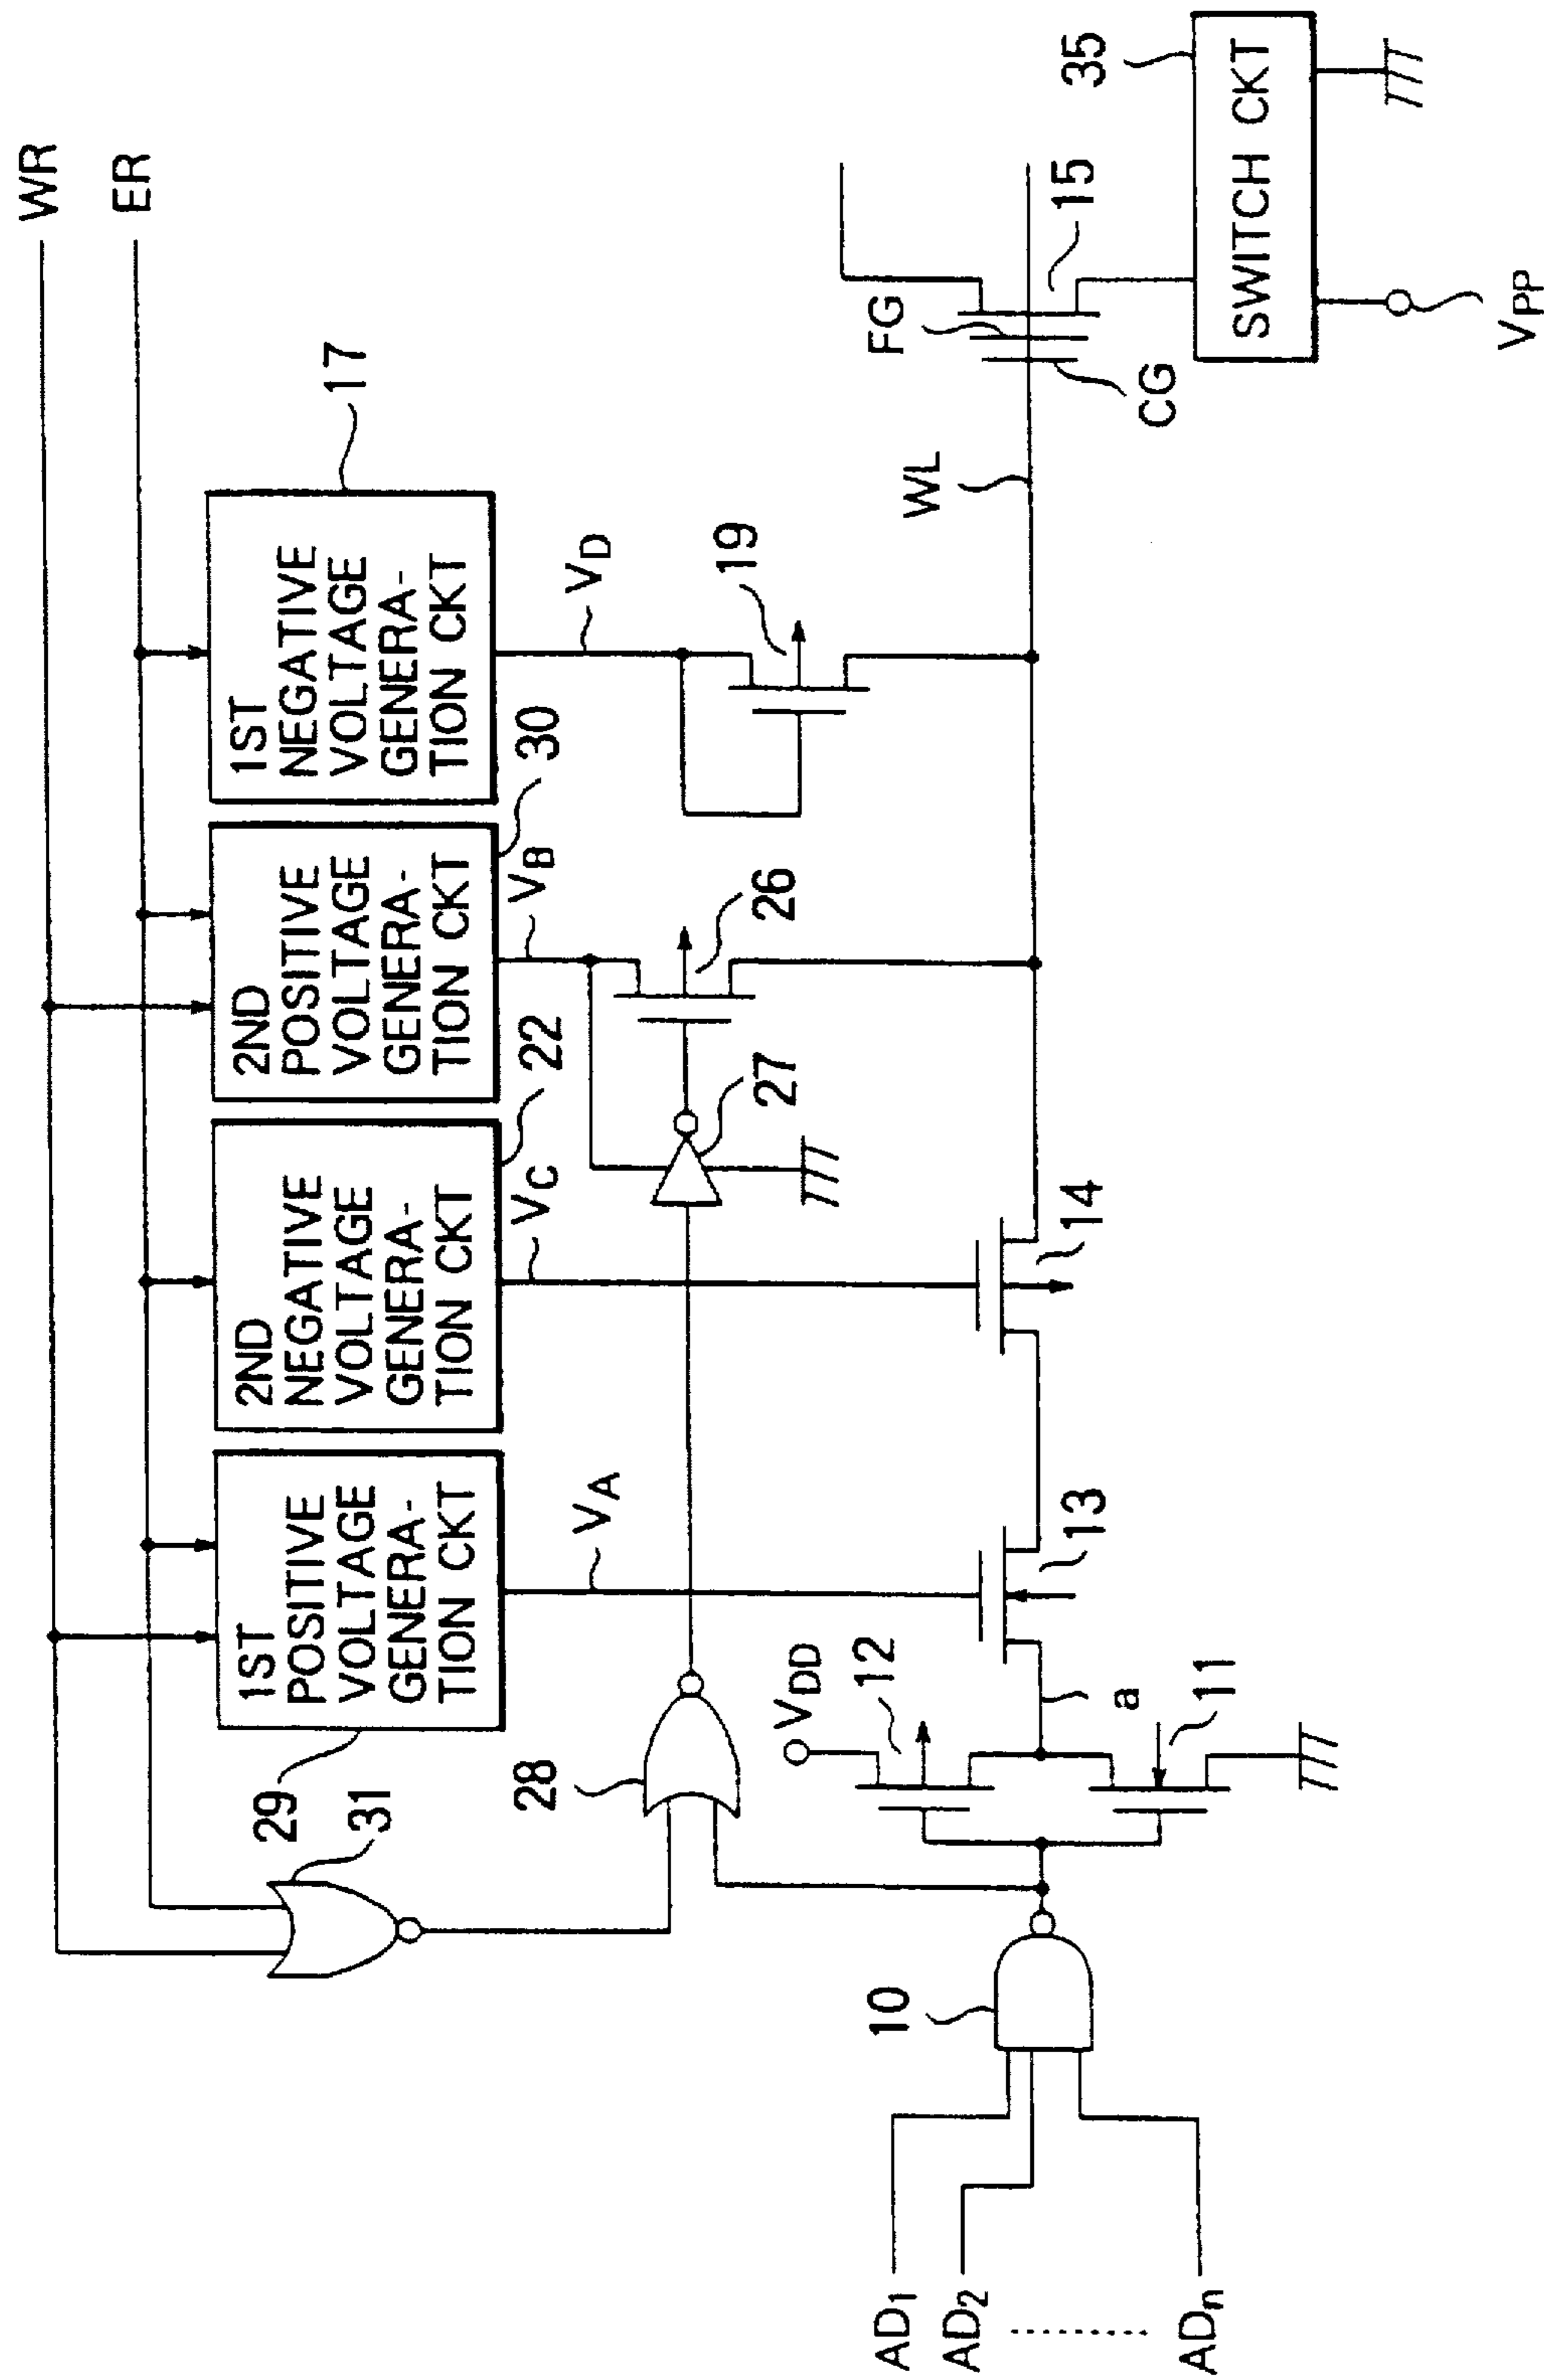 WR
ER
29
1ST
POSITIVE
VOLTAGE
GENERA-
TION CKT
2ND
NEGATIVE
VOLTAGE
GENERA-
TION CKT
22
2ND
POSITIVE
VOLTAGE
GENERA-
TION CKT
30
1ST
NEGATIVE
VOLTAGE
GENERA-
TION CKT
17
31
28
VA
VC
VB
VD
27
26
19
VDD
12
11
a
13
14
WL
FG
CG
15
35
SWITCH CKT
VPP
10
AD1
AD2
ADn